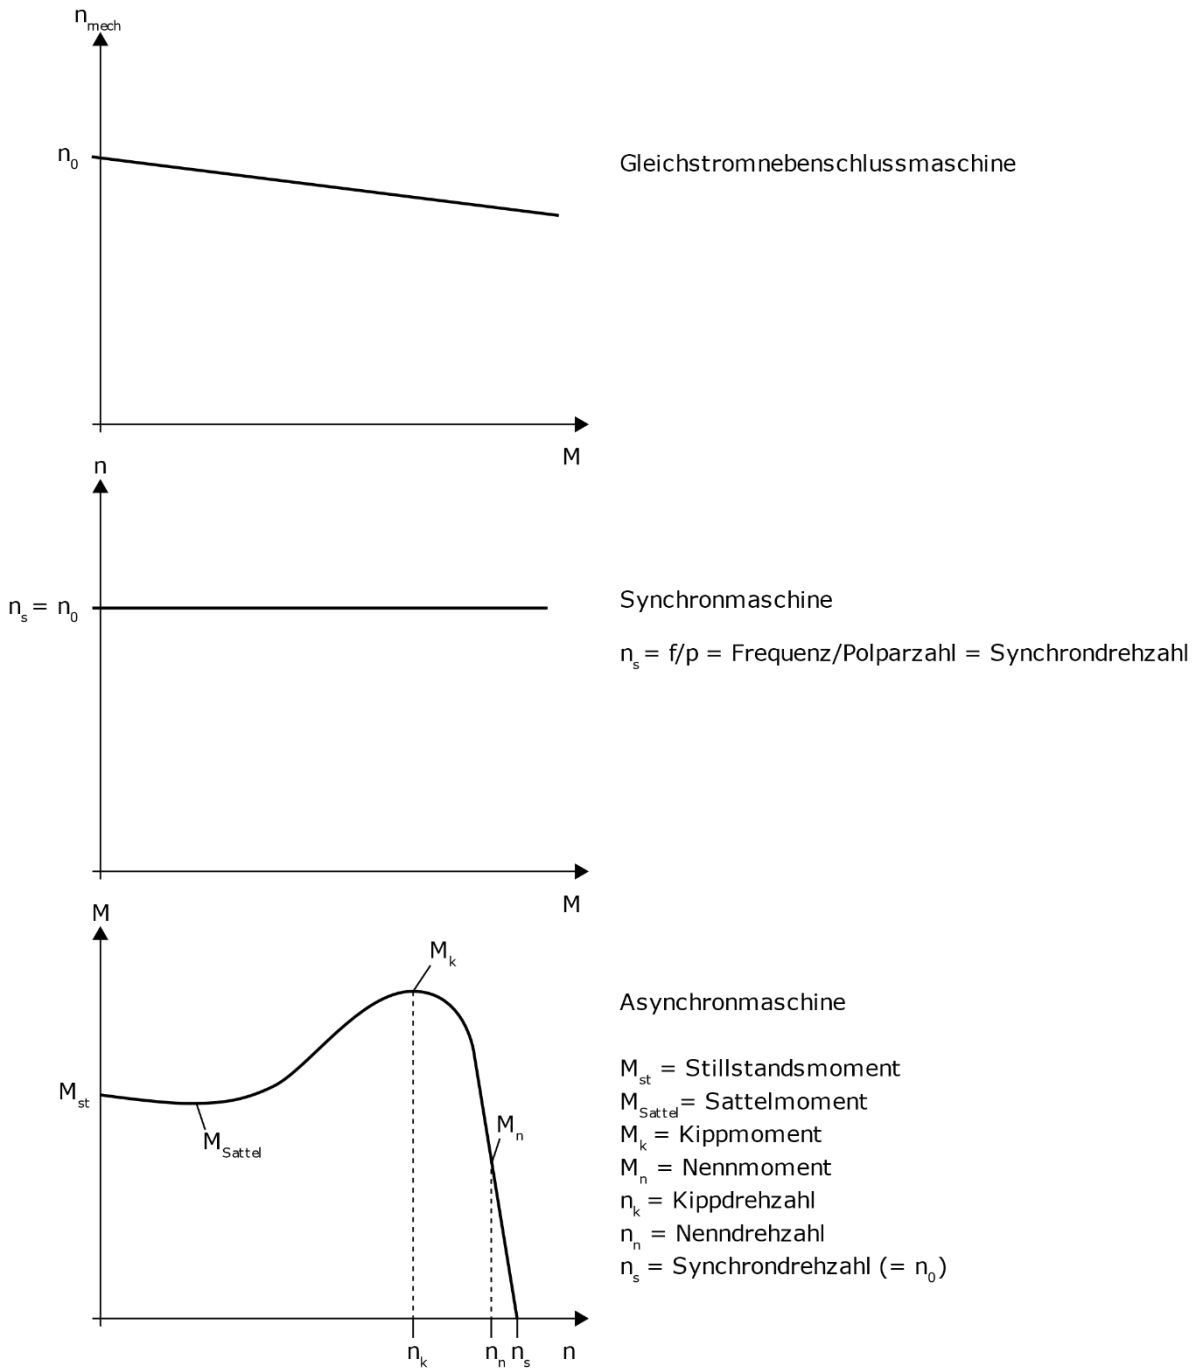 n_mech
n_0
Gleichstromnebenschlussmaschine
M
n
n_s = n_0
Synchronmaschine
n_s = f/p = Frequenz/Polparzahl = Synchrondrehzahl
M
M
M_k
Asynchronmaschine
M_st = Stillstandsmoment
M_st
M_Sattel = Sattelmoment
M_Sattel
M_n
M_k = Kippmoment
M_n = Nennmoment
n_k = Kippdrehzahl
n_n = Nenndrehzahl
n_s = Synchrondrehzahl (= n_0)
n_k
n_n
n_s
n